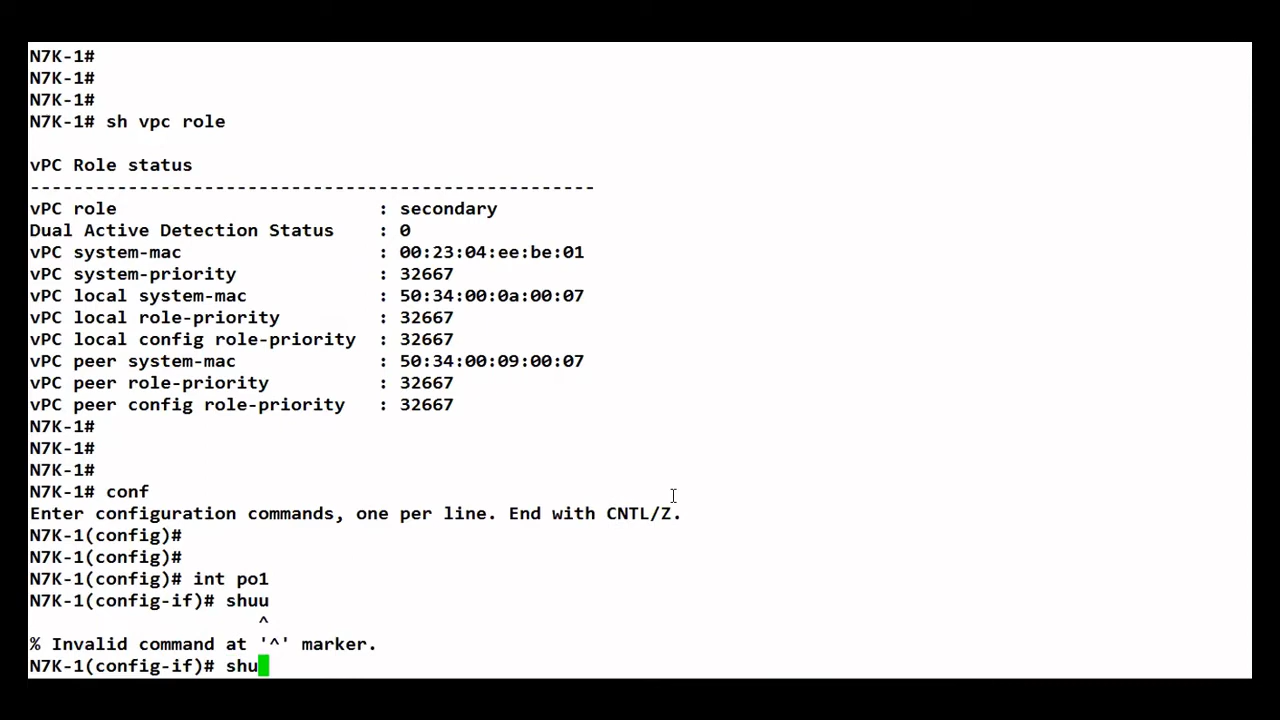 N7K-1#
N7K-1#
N7K-1#
N7K-1# sh vpc role
vPC Role status
----------------------------------------------------
vPC role                        : secondary
Dual Active Detection Status    : 0
vPC system-mac                  : 00:23:04:ee:be:01
vPC system-priority             : 32667
vPC local system-mac            : 50:34:00:0a:00:07
vPC local role-priority         : 32667
vPC local config role-priority  : 32667
vPC peer system-mac             : 50:34:00:09:00:07
vPC peer role-priority          : 32667
vPC peer config role-priority   : 32667
N7K-1#
N7K-1#
N7K-1#
N7K-1# conf
Enter configuration commands, one per line. End with CNTL/Z.
N7K-1(config)#
N7K-1(config)#
N7K-1(config)# int po1
N7K-1(config-if)# shuu
^
% Invalid command at '^' marker.
N7K-1(config-if)# shu